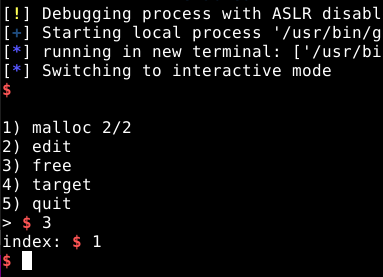 [!] Debugging process with ASLR disabl
[+] Starting local process '/usr/bin/g
[*] running in new terminal: ['/usr/bi
[*] Switching to interactive mode
$
1) malloc 2/2
2) edit
3) free
4) target
5) quit
> $ 3
index: $ 1
$